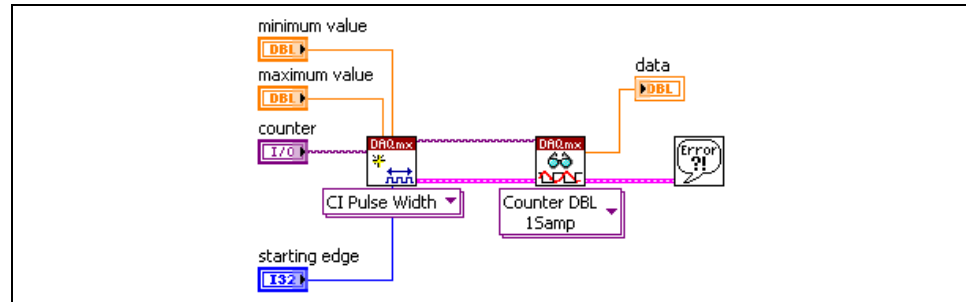 minimum value
DBL
maximum value
DBL
data
DBL
counter
I/O
DAQmx
DAQmx
Error
?!
CI Pulse Width
Counter DBL
1Samp
starting edge
I32